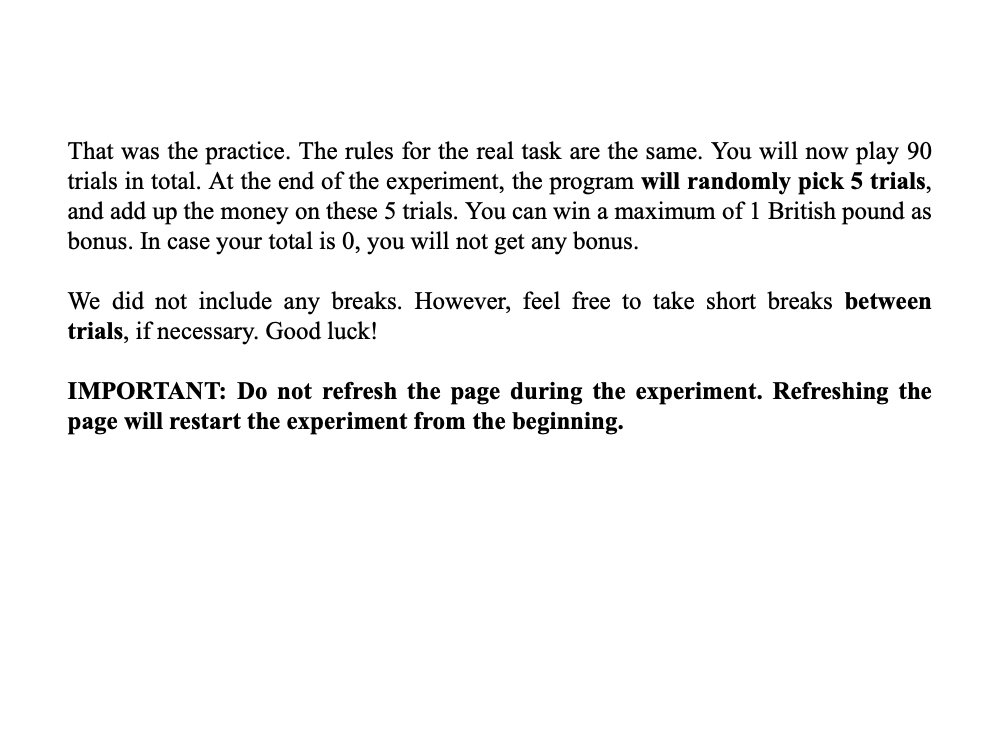 That was the practice. The rules for the real task are the same. You will now play 90
trials in total. At the end of the experiment, the program will randomly pick 5 trials,
and add up the money on these 5 trials. You can win a maximum of 1 British pound as
bonus. In case your total is 0, you will not get any bonus.
We did not include any breaks. However, feel free to take short breaks between
trials, if necessary. Good luck!
IMPORTANT: Do not refresh the page during the experiment. Refreshing the
page will restart the experiment from the beginning.